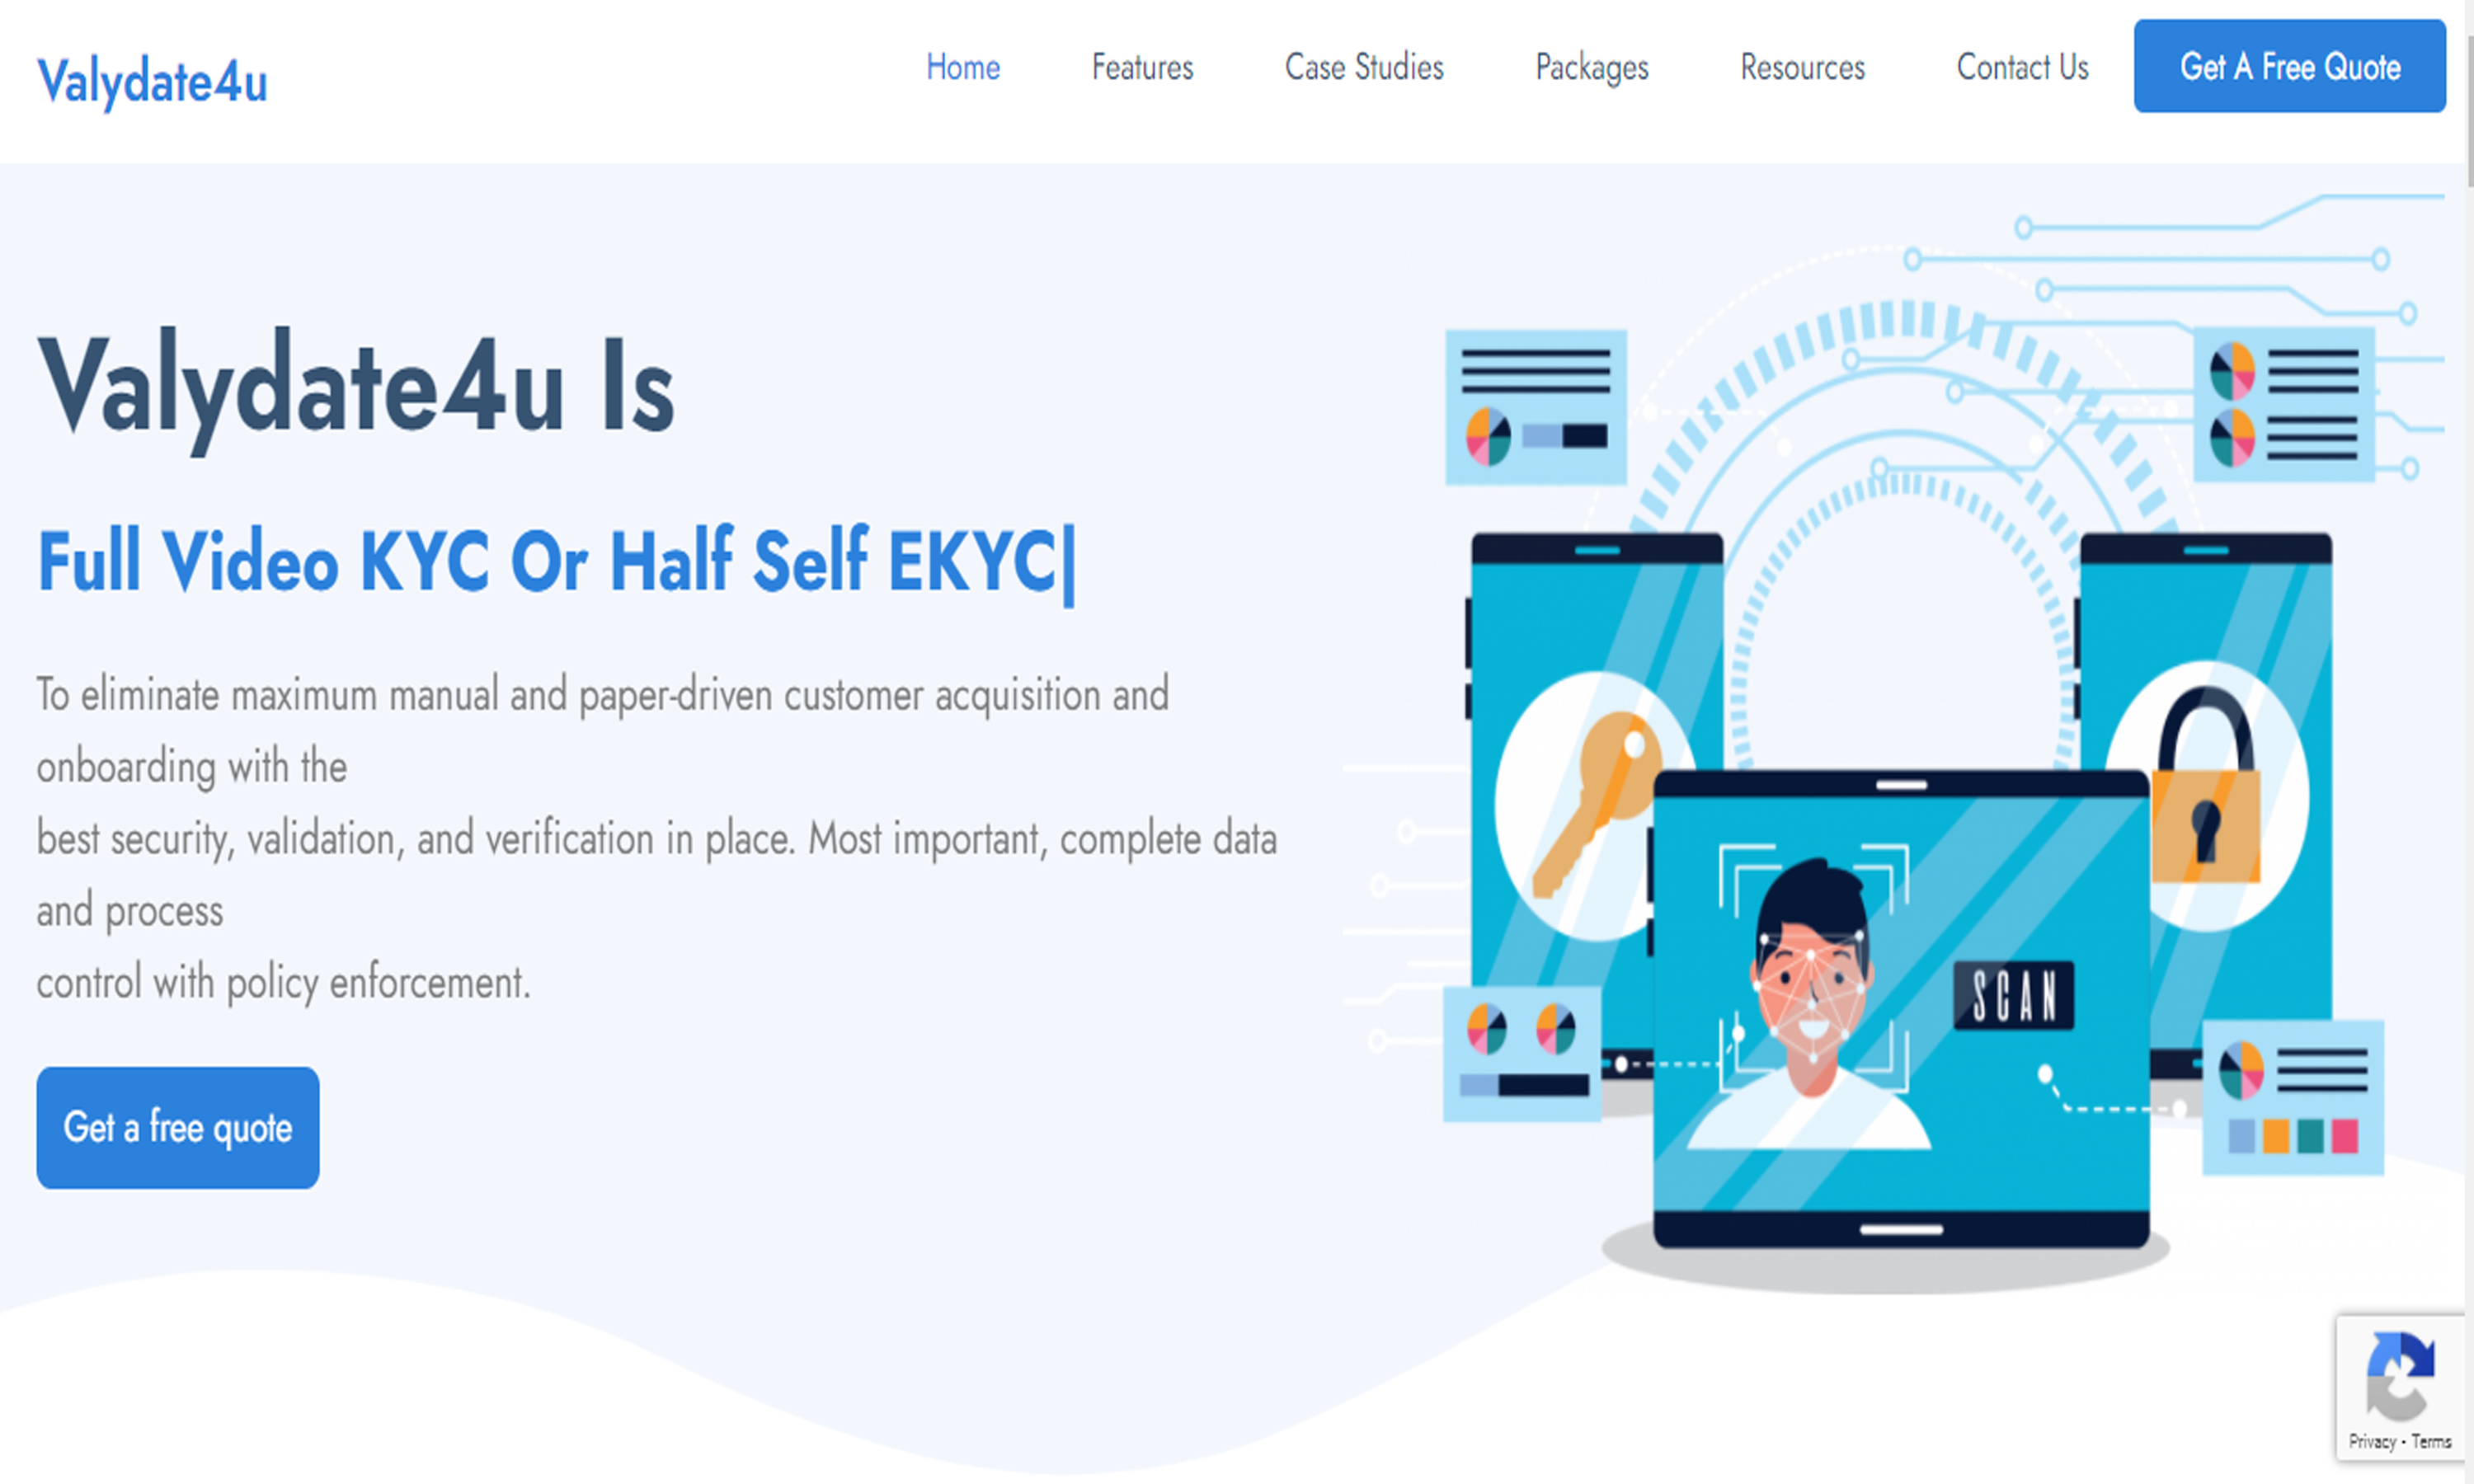 Valydate4u
Home Features Case Studies Packages Resources Contact Us Get A Free Quote
Valydate4u Is
Full Video KYC Or Half Self EKYC|
To eliminate maximum manual and paper-driven customer acquisition and
onboarding with the
best security, validation, and verification in place. Most important, complete data
and process
control with policy enforcement.
Get a free quote
SCAN
Privacy - Terms